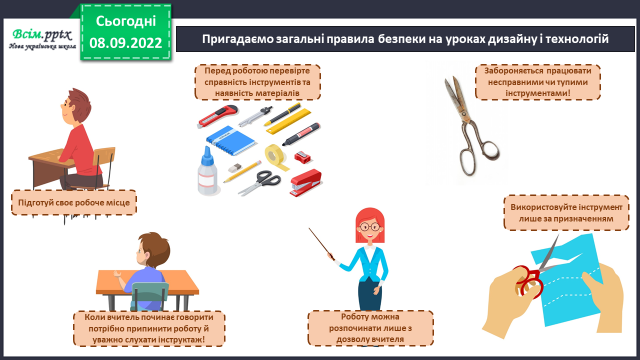 Всім.pptx
Нова українська школа
Сьогодні
08.09.2022
Пригадаємо загальні правила безпеки на уроках дизайну і технологій
Перед роботою перевірте
справність інструментів та
наявність матеріалів
Забороняється працювати
несправними чи тупими
інструментами!
Підготуй своє робоче місце
Використовуйте інструмент
лише за призначенням
Коли вчитель починає говорити
потрібно припинити роботу й
уважно слухати інструктаж!
Роботу можна
розпочинати лише з
дозволу вчителя